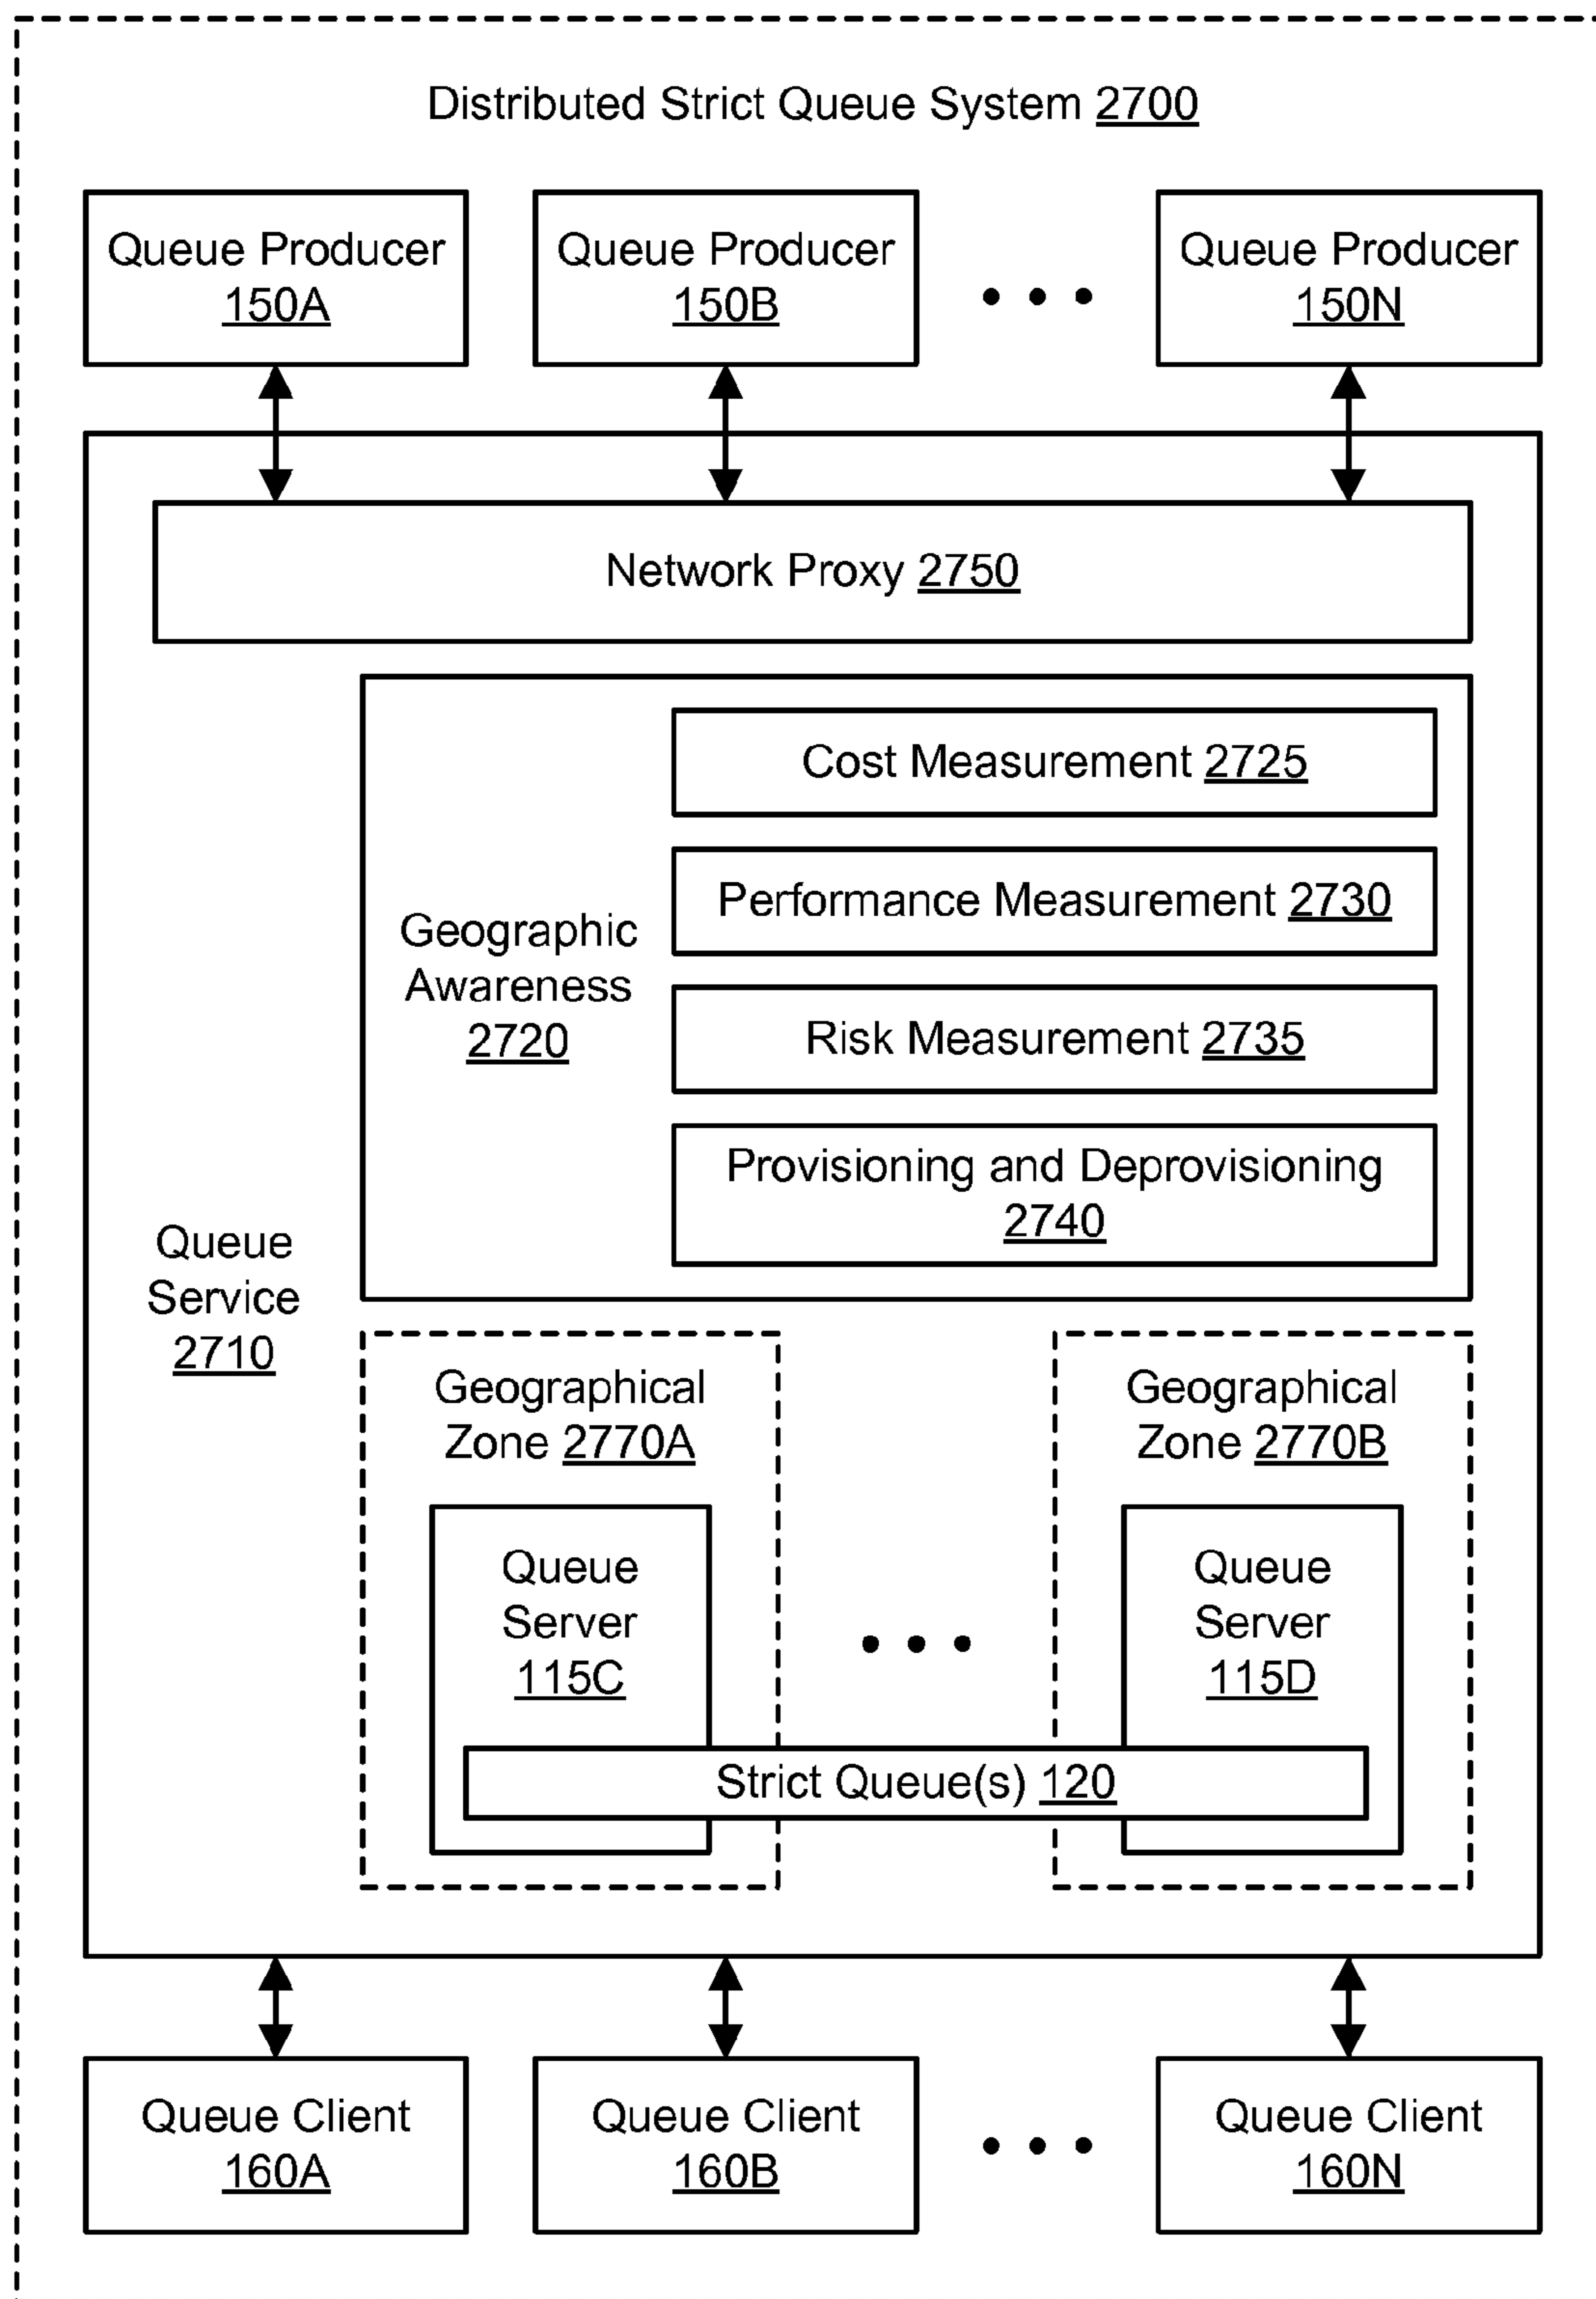 Distributed Strict Queue System 2700
Queue Producer
150A
Queue Producer
150B
Queue Producer
150N
Network Proxy 2750
Cost Measurement 2725
Performance Measurement 2730
Geographic
Awareness
2720
Risk Measurement 2735
Provisioning and Deprovisioning
2740
Queue
Service
2710
Geographical
Zone 2770A
Geographical
Zone 2770B
Queue
Server
115C
Queue
Server
115D
Strict Queue(s) 120
Queue Client
160A
Queue Client
160B
Queue Client
160N